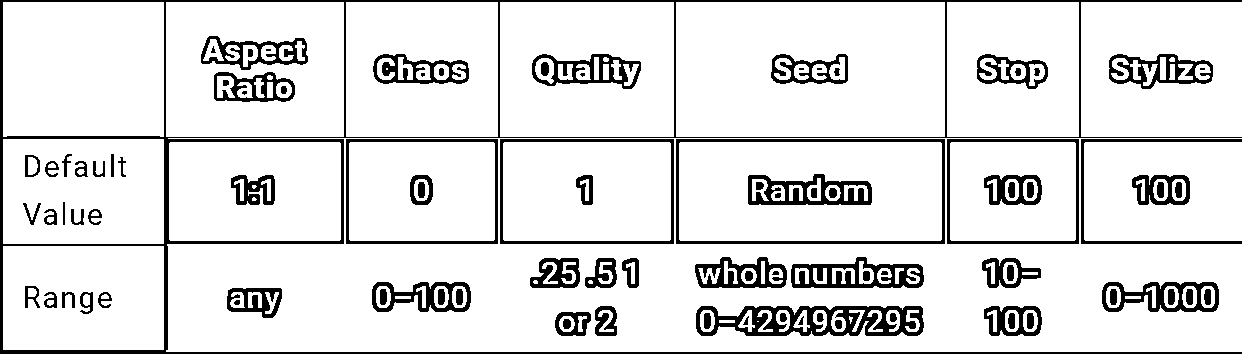 Aspect Ratio Chaos Quality Seed Stop Stylize
Default Value 1:1 0 1 Random 100 100
Range any 0–100 .25 .5 1 or 2 whole numbers 0–4294967295 10–100 0–1000